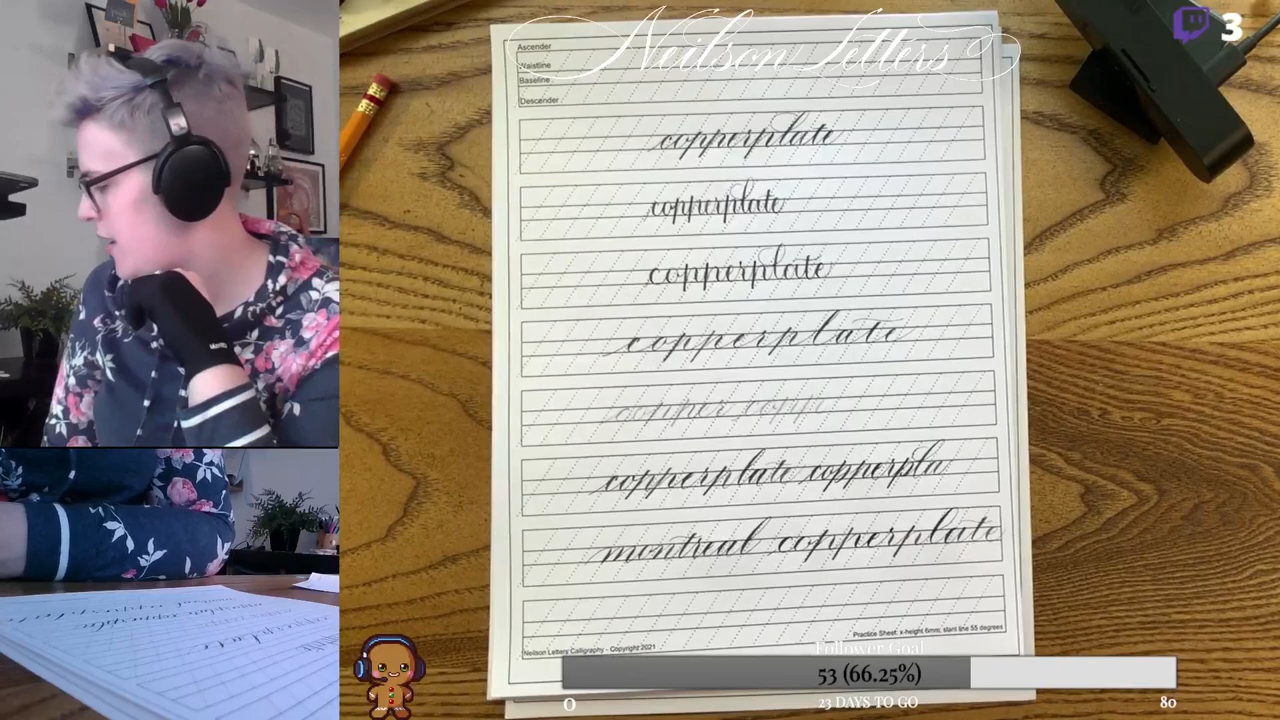 Neilson Letters
3
Ascender
Waistline
Baseline
Descender
copperplate
copperplate
copperplate
copperplate
copper copp
copperplate copperpla
montreal copperplate
Practice Sheet: x-height 6mm; slant line 55 degrees
Neilson Letters Calligraphy - Copyright 2021
Follower Goal
53 (66.25%)
0 23 DAYS TO GO 80